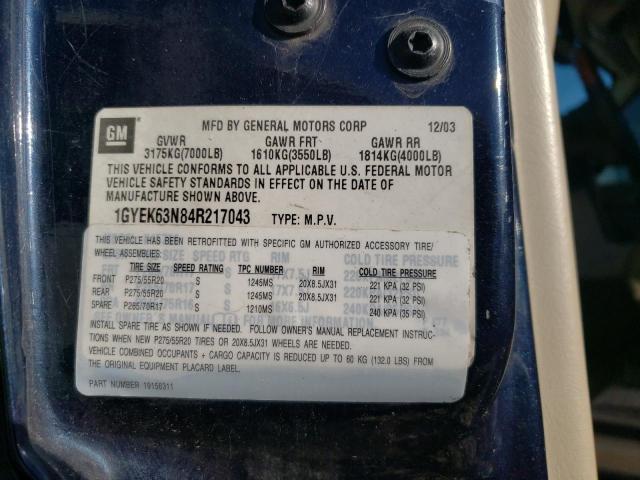 GM
MFD BY GENERAL MOTORS CORP 12/03
GVWR GAWR FRT GAWR RR
3175KG(7000LB) 1610KG(3550LB) 1814KG(4000LB)
THIS VEHICLE CONFORMS TO ALL APPLICABLE U.S. FEDERAL MOTOR
VEHICLE SAFETY STANDARDS IN EFFECT ON THE DATE OF
MANUFACTURE SHOWN ABOVE.
1GYEK63N84R217043 TYPE: M.P.V.
THIS VEHICLE HAS BEEN RETROFITTED WITH SPECIFIC GM AUTHORIZED ACCESSORY TIRE/
WHEEL ASSEMBLIES:
TIRE SIZE SPEED RATING TPC NUMBER RIM COLD TIRE PRESSURE
FRONT P275/55R20 S 1245MS 20X8.5JX31 221 KPA (32 PSI)
REAR P275/55R20 S 1245MS 20X8.5JX31 221 KPA (32 PSI)
SPARE P265/70R17 S 1210MS 240 KPA (35 PSI)
INSTALL SPARE TIRE AS SHOWN IF NEEDED. FOLLOW OWNER'S MANUAL REPLACEMENT INSTRUC-
TIONS WHEN NEW P275/55R20 TIRES OR 20X8.5JX31 WHEELS ARE NEEDED.
VEHICLE COMBINED OCCUPANTS + CARGO CAPACITY IS REDUCED UP TO 60 KG (132.0 LBS) FROM
THE ORIGINAL EQUIPMENT PLACARD LABEL.
PART NUMBER 19156311